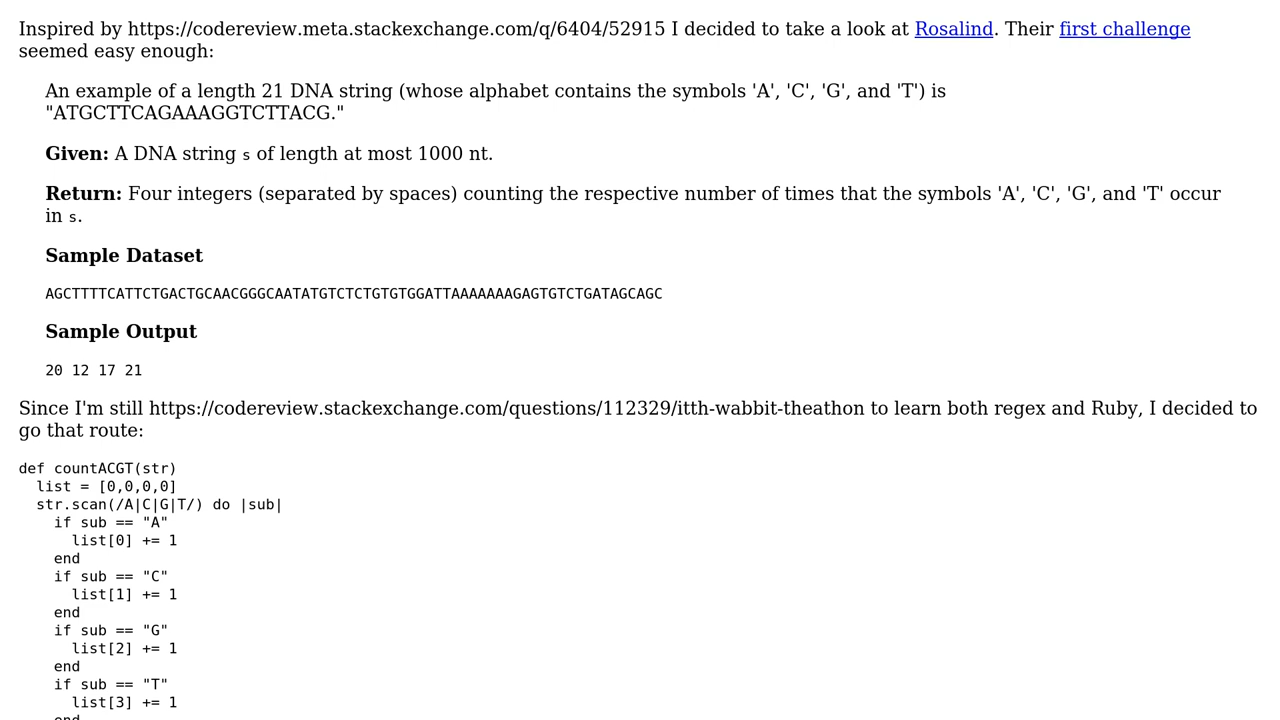 Inspired by https://codereview.meta.stackexchange.com/q/6404/52915 I decided to take a look at Rosalind. Their first challenge
seemed easy enough:
An example of a length 21 DNA string (whose alphabet contains the symbols 'A', 'C', 'G', and 'T') is
"ATGCTTCAGAAAGGTCTTACG."
Given: A DNA string s of length at most 1000 nt.
Return: Four integers (separated by spaces) counting the respective number of times that the symbols 'A', 'C', 'G', and 'T' occur
in s.
Sample Dataset
AGCTTTTCATTCTGACTGCAACGGGCAATATGTCTCTGTGTGGATTAAAAAAAGAGTGTCTGATAGCAGC
Sample Output
20 12 17 21
Since I'm still https://codereview.stackexchange.com/questions/112329/itth-wabbit-theathon to learn both regex and Ruby, I decided to
go that route:
def countACGT(str)
  list = [0,0,0,0]
  str.scan(/A|C|G|T/) do |sub|
    if sub == "A"
      list[0] += 1
    end
    if sub == "C"
      list[1] += 1
    end
    if sub == "G"
      list[2] += 1
    end
    if sub == "T"
      list[3] += 1
    end